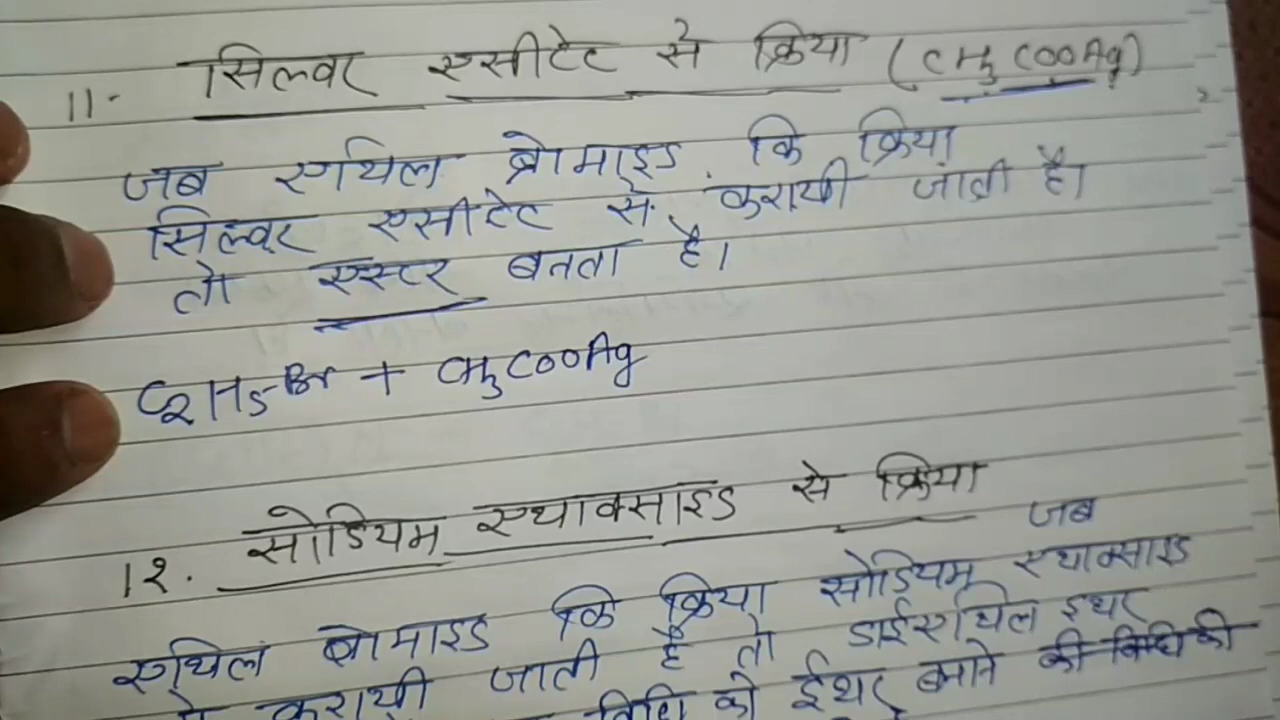 11. सिल्वर एसीटेट से क्रिया (CH3COOAg)
जब एथिल ब्रोमाइड कि क्रिया
सिल्वर एसीटेट से करायी जाती है।
तो एस्टर बनता है।
C2H5-Br + CH3COOAg
12. सोडियम एथाक्साइड से क्रिया
जब
एथिल ब्रोमाइड कि क्रिया सोडियम एथाक्साइड
से करायी जाती है तो डाईएथिल इथर
विधि को ईथर बनाने की विधि की